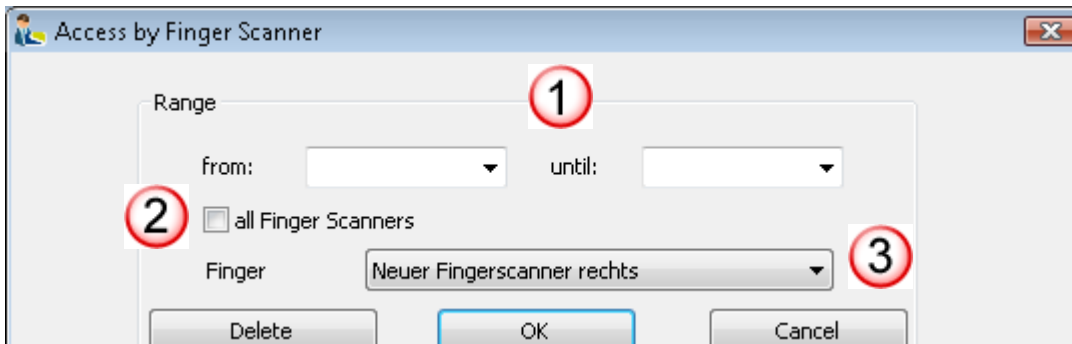 Access by Finger Scanner
1
Range
from: until:
2 all Finger Scanners
Finger Neuer Fingerscanner rechts 3
Delete OK Cancel